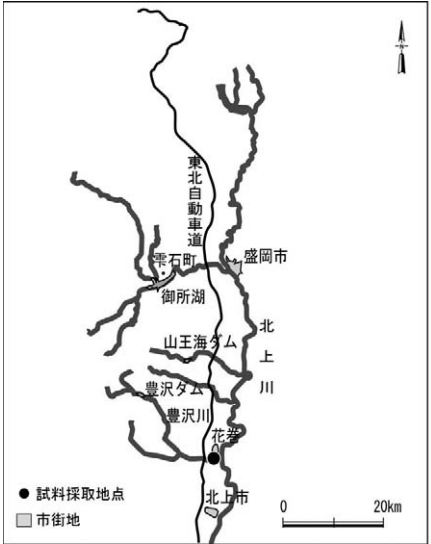 N
東北自動車道
雫石町
盛岡市
御所湖
北上川
山王海ダム
豊沢ダム
豊沢川
花巻
北上市
● 試料採取地点
市街地
0 20km